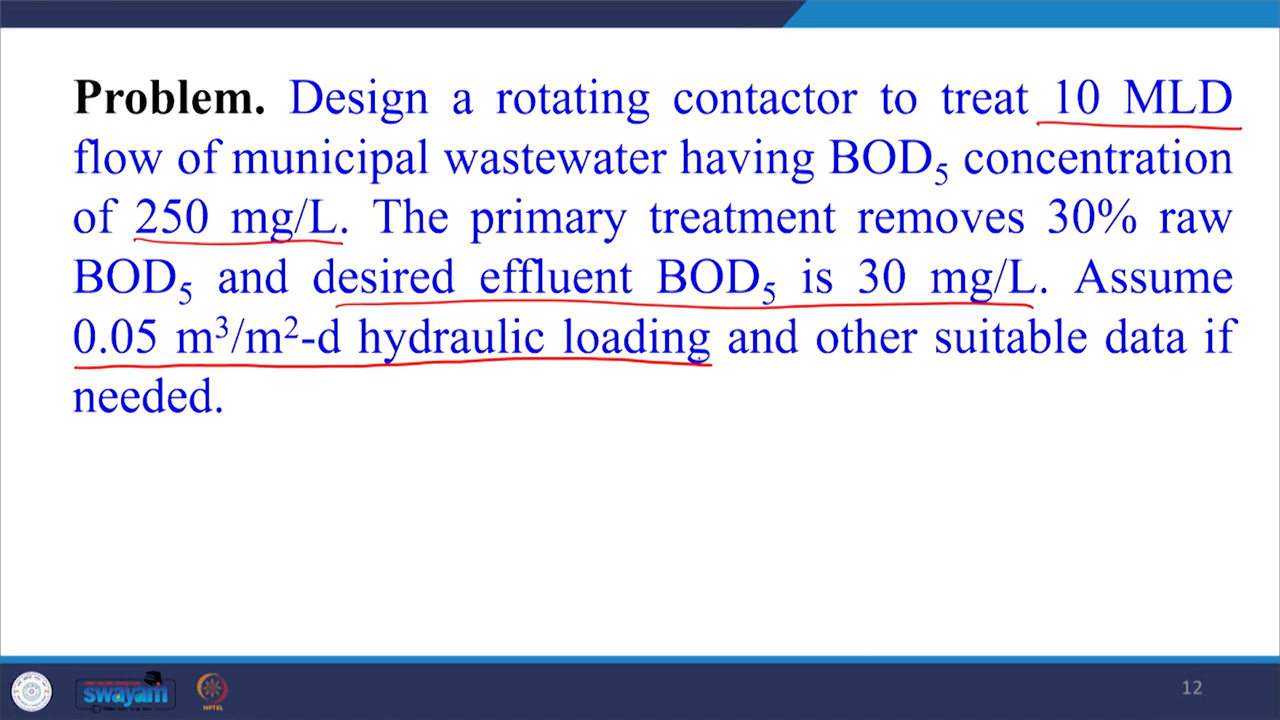 Problem. Design a rotating contactor to treat 10 MLD
flow of municipal wastewater having BOD₅ concentration
of 250 mg/L. The primary treatment removes 30% raw
BOD₅ and desired effluent BOD₅ is 30 mg/L. Assume
0.05 m³/m²-d hydraulic loading and other suitable data if
needed.
swayam
NPTEL
12